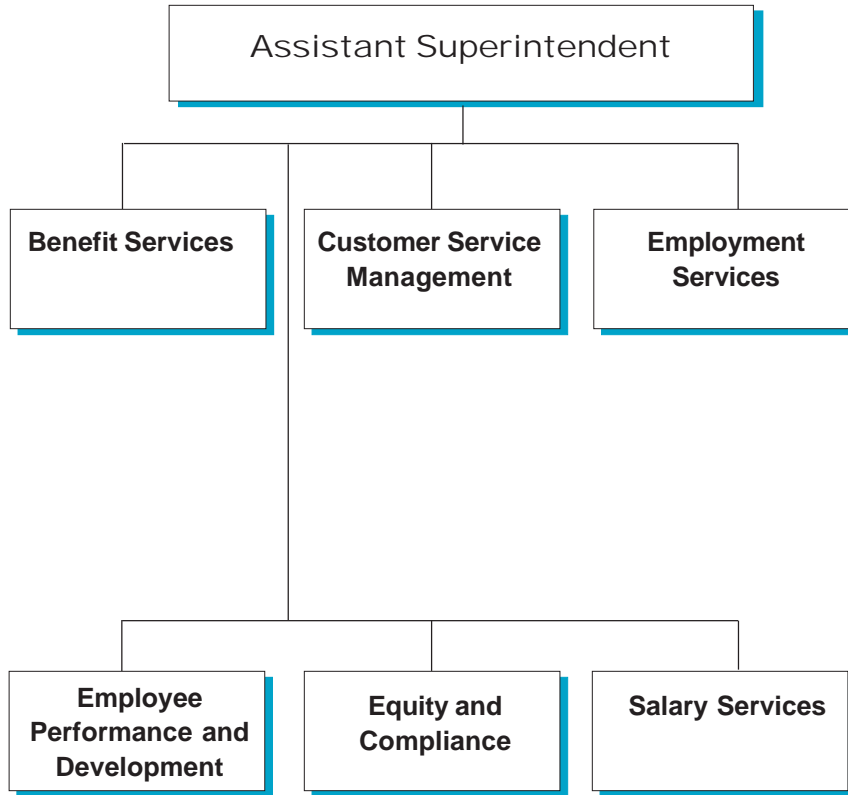 Assistant Superintendent
Benefit Services
Customer Service
Management
Employment
Services
Employee
Performance and
Development
Equity and
Compliance
Salary Services